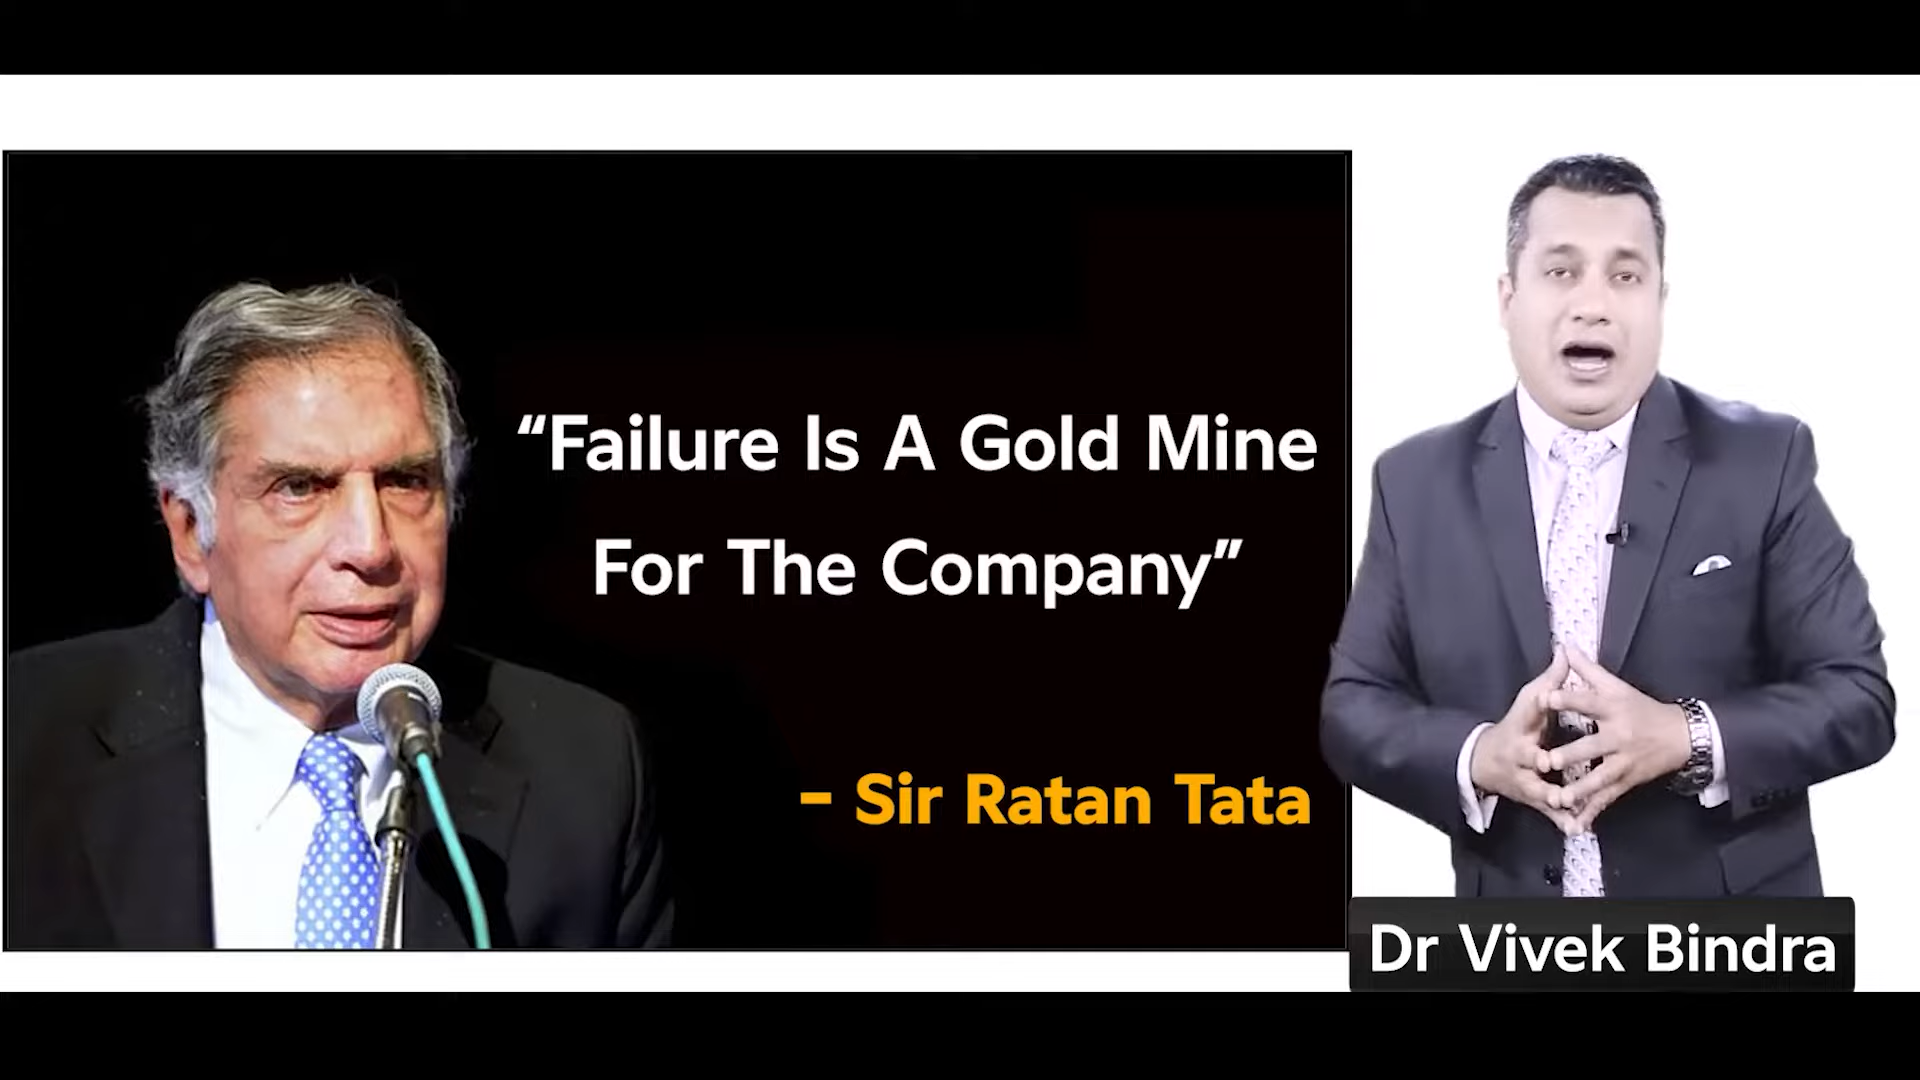 “Failure Is A Gold Mine
For The Company”
- Sir Ratan Tata
Dr Vivek Bindra